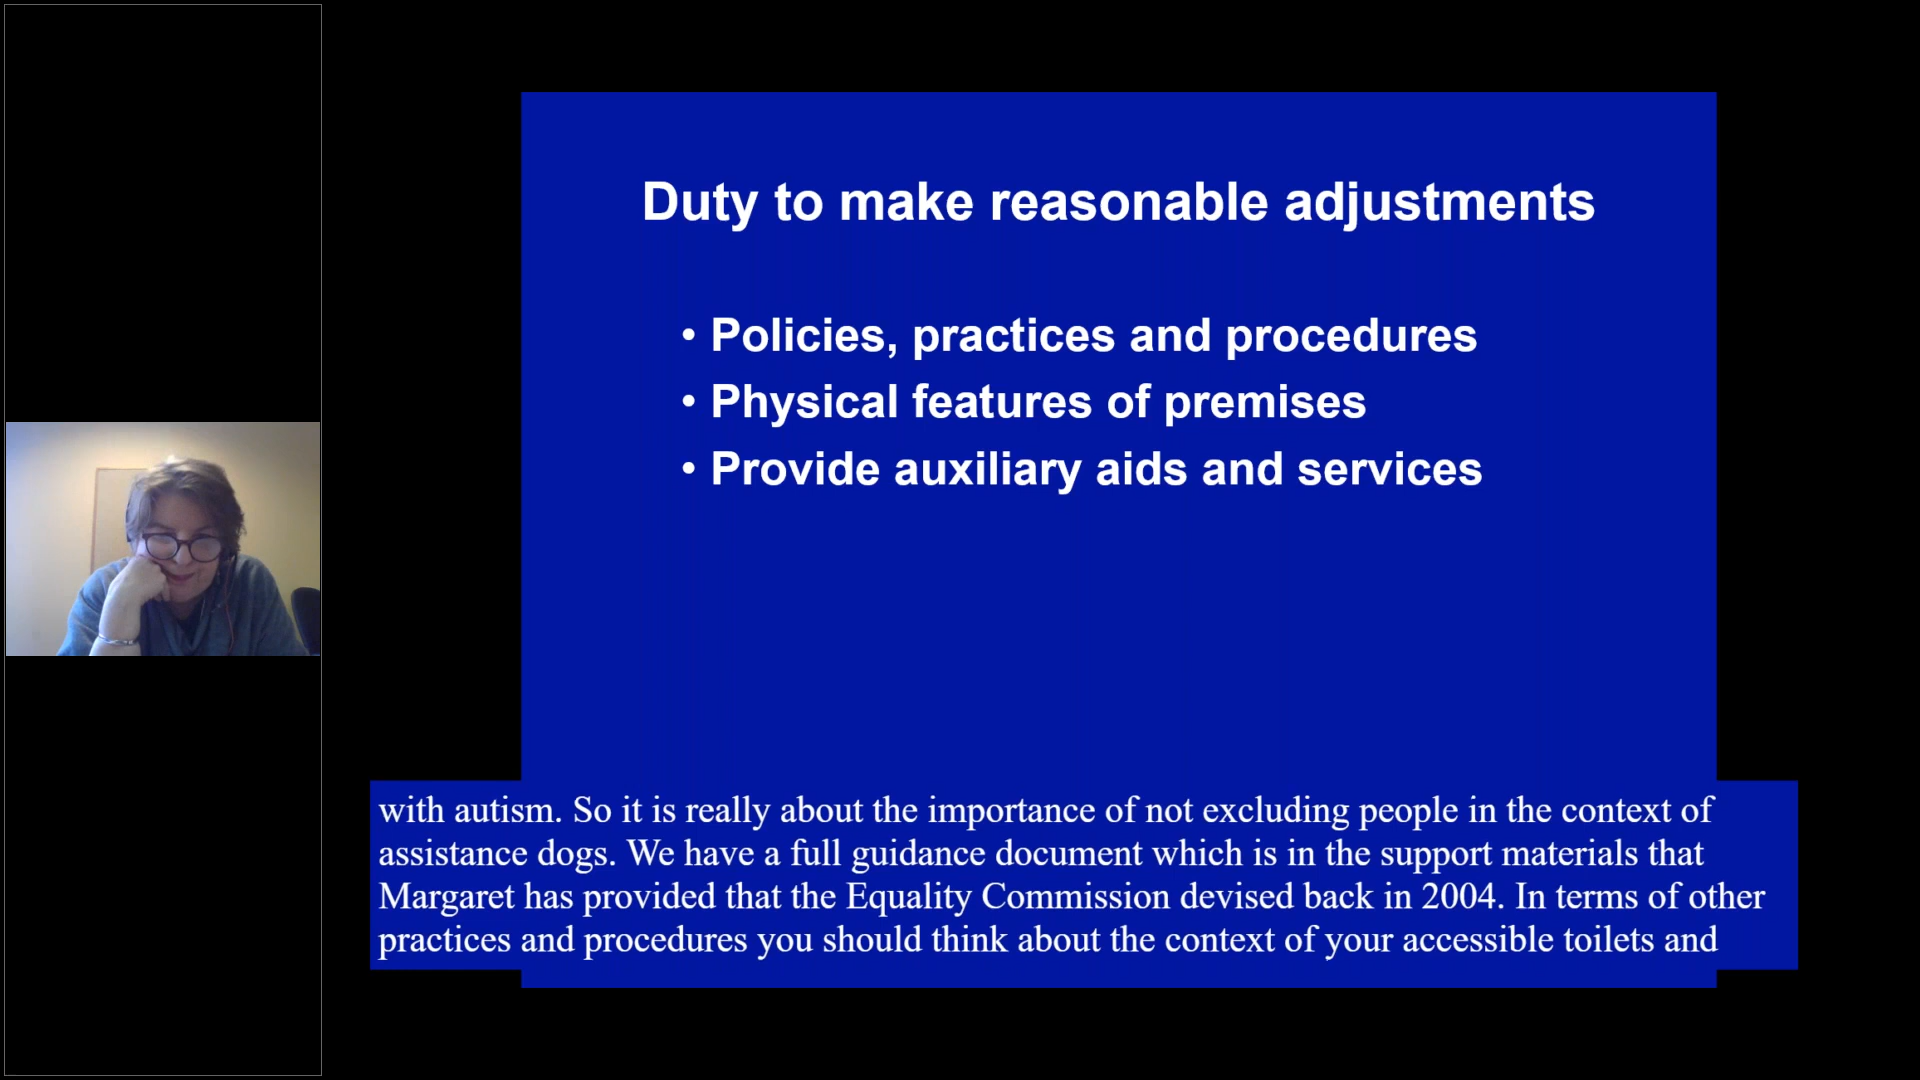 Duty to make reasonable adjustments
• Policies, practices and procedures
• Physical features of premises
• Provide auxiliary aids and services
with autism. So it is really about the importance of not excluding people in the context of
assistance dogs. We have a full guidance document which is in the support materials that
Margaret has provided that the Equality Commission devised back in 2004. In terms of other
practices and procedures you should think about the context of your accessible toilets and